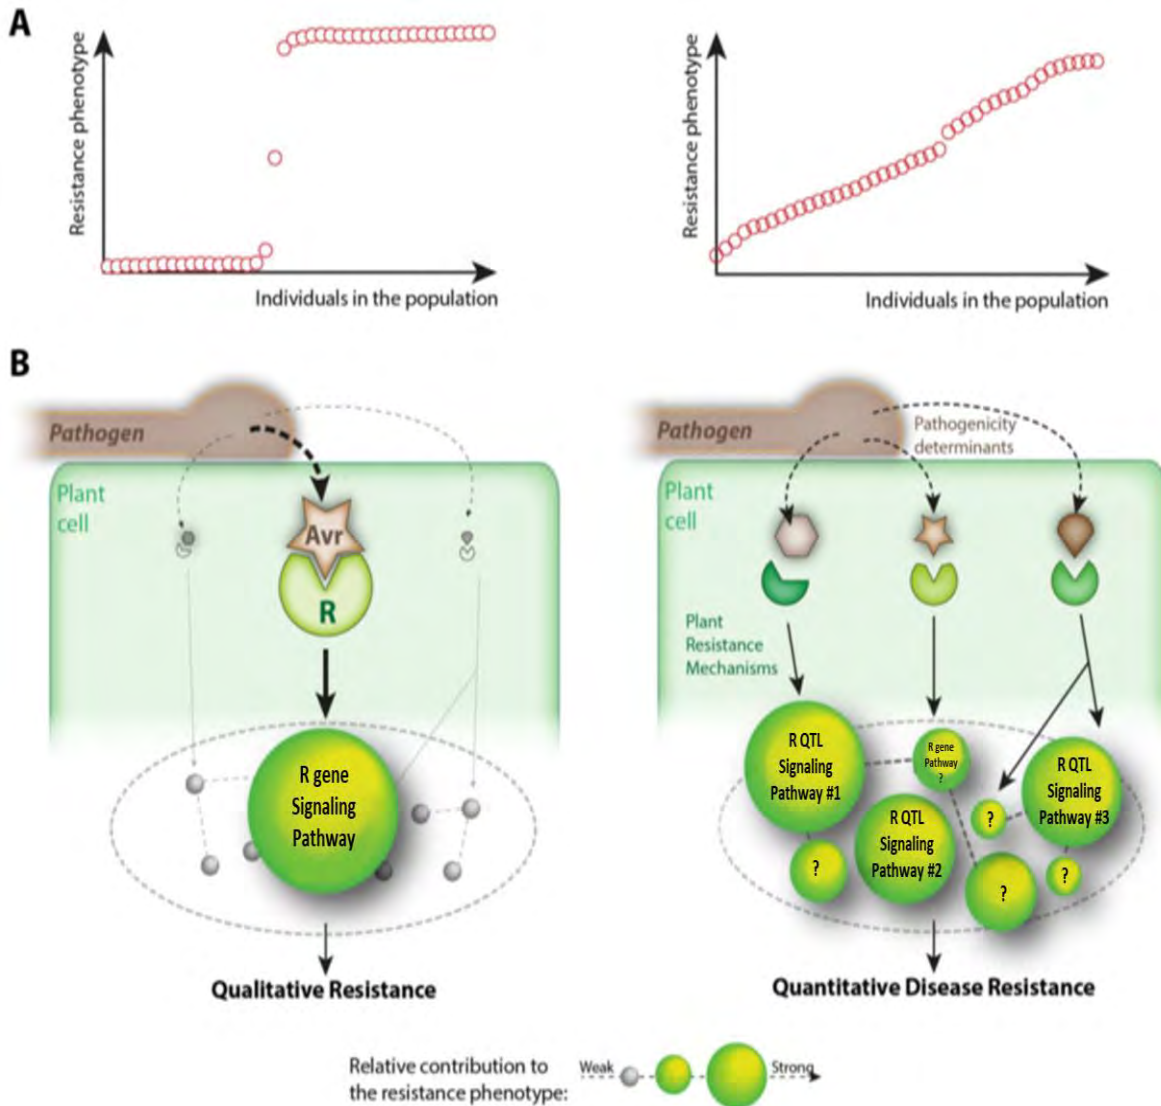 A
Resistance phenotype
Individuals in the population
Resistance phenotype
Individuals in the population
B
Pathogen
Plant
cell
Avr
R
R gene
Signaling
Pathway
Qualitative Resistance
Pathogen
Pathogenicity
determinants
Plant
cell
Plant
Resistance
Mechanisms
R QTL
Signaling
Pathway #1
R gene
Pathway
?
R QTL
Signaling
Pathway #2
?
R QTL
Signaling
Pathway #3
?
?
?
Quantitative Disease Resistance
Relative contribution to
the resistance phenotype:
Weak
Strong